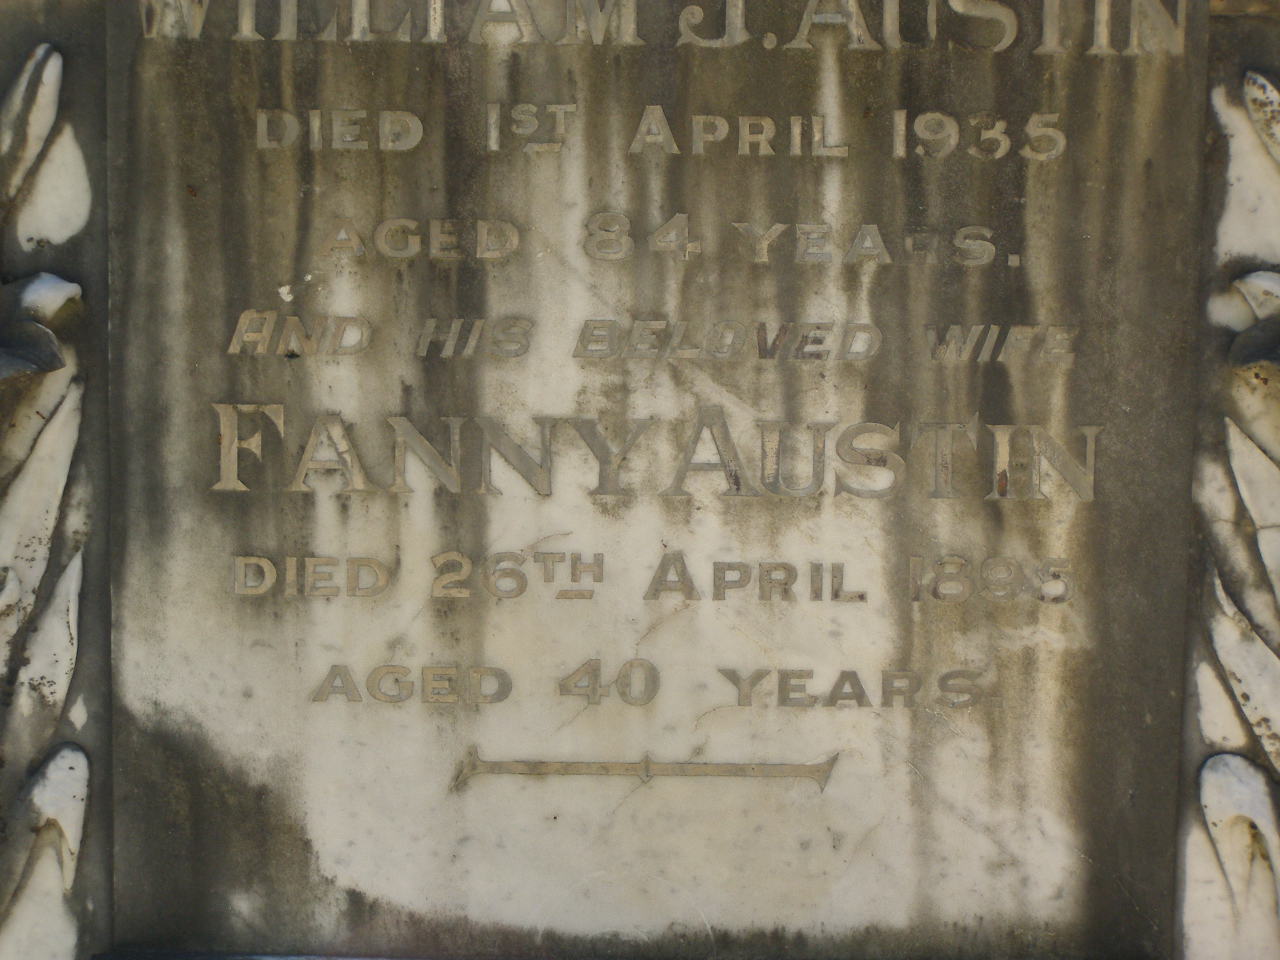 WILLIAM J. AUSTIN
DIED 1ST APRIL 1935
AGED 84 YEARS.
AND HIS BELOVED WIFE
FANNY AUSTIN
DIED 26TH APRIL 1895
AGED 40 YEARS